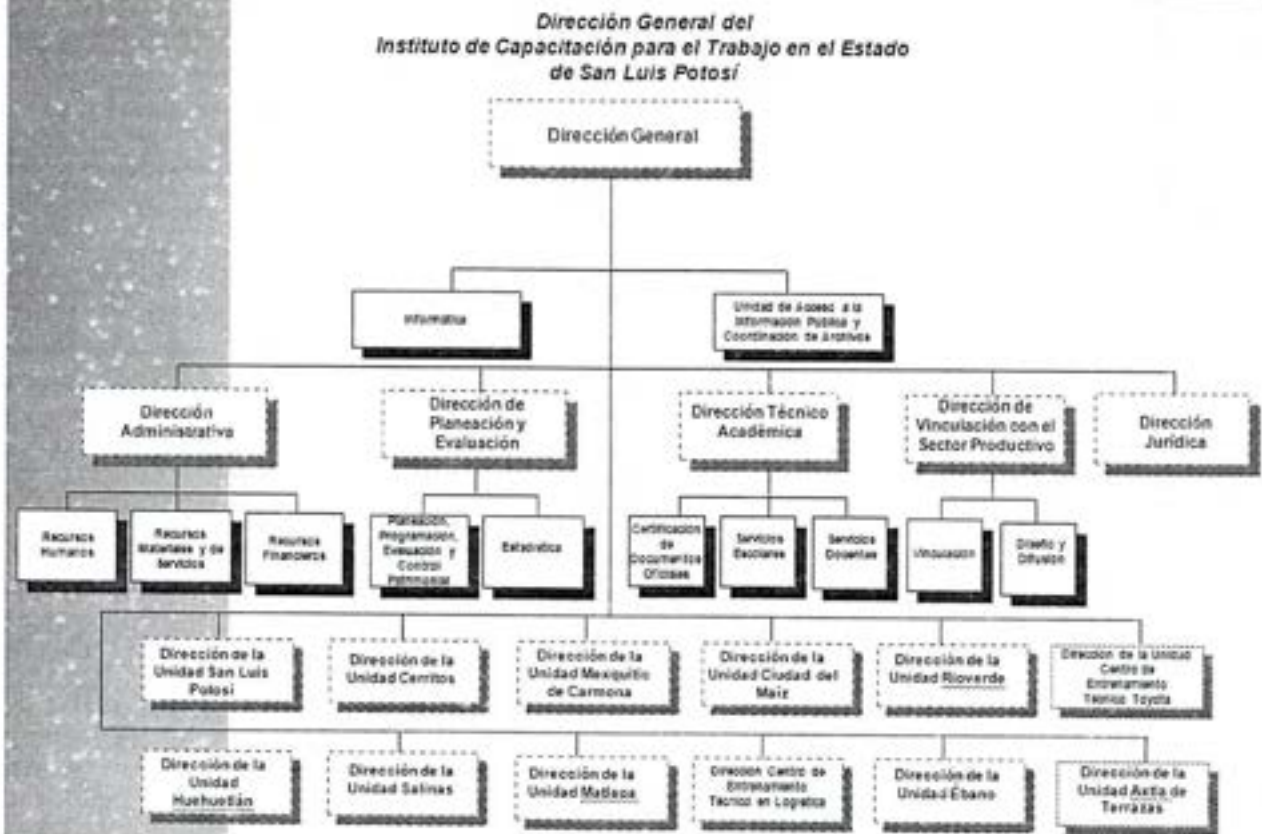 Dirección General del
Instituto de Capacitación para el Trabajo en el Estado
de San Luis Potosí
Dirección General
Informática
Unidad de Acceso a la
Información Pública y
Coordinación de Archivos
Dirección
Administrativa
Dirección de
Planeación y
Evaluación
Dirección Técnico
Académica
Dirección de
Vinculación con el
Sector Productivo
Dirección
Jurídica
Recursos
Humanos
Recursos
Materiales y de
Servicios
Recursos
Financieros
Planeación,
Programación,
Evaluación y
Control
Patrimonial
Estadística
Certificación
de
Documentos
Oficiales
Servicios
Escolares
Servicios
Docentes
Vinculación
Diseño y
Difusión
Dirección de la
Unidad San Luis
Potosí
Dirección de la
Unidad Cerritos
Dirección de la
Unidad Mexquitic
de Carmona
Dirección de la
Unidad Ciudad del
Maíz
Dirección de la
Unidad Rioverde
Dirección de la Unidad
Centro de
Entrenamiento
Técnico Toyota
Dirección de la
Unidad
Huehuetlán
Dirección de la
Unidad Salinas
Dirección de la
Unidad Matlapa
Dirección Centro de
Entrenamiento
Técnico en Logística
Dirección de la
Unidad Ébano
Dirección de la
Unidad Axtla de
Terrazas